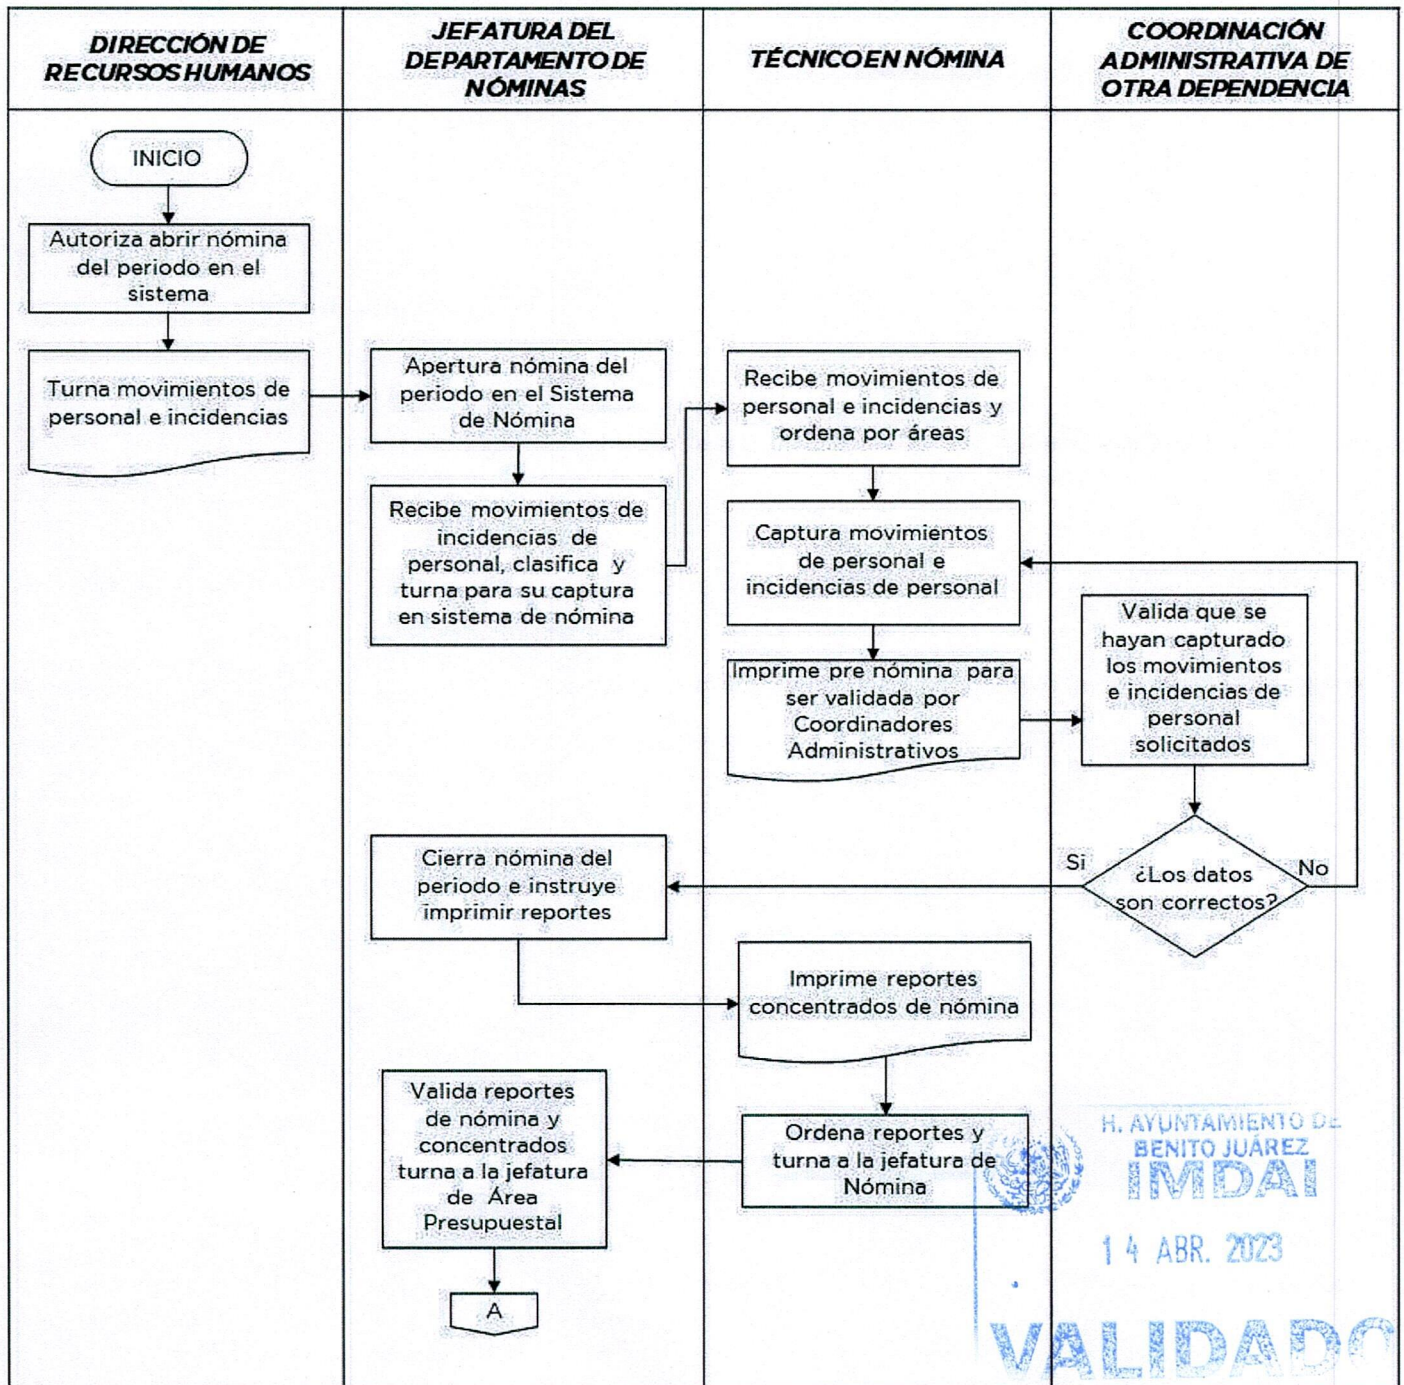 DIRECCIÓN DE
RECURSOS HUMANOS
JEFATURA DEL
DEPARTAMENTO DE
NÓMINAS
TÉCNICO EN NÓMINA
COORDINACIÓN
ADMINISTRATIVA DE
OTRA DEPENDENCIA
INICIO
Autoriza abrir nómina
del periodo en el
sistema
Turna movimientos de
personal e incidencias
Apertura nómina del
periodo en el Sistema
de Nómina
Recibe movimientos de
incidencias de
personal, clasifica y
turna para su captura
en sistema de nómina
Recibe movimientos de
personal e incidencias y
ordena por áreas
Captura movimientos
de personal e
incidencias de personal
Imprime pre nómina para
ser validada por
Coordinadores
Administrativos
Valida que se
hayan capturado
los movimientos
e incidencias de
personal
solicitados
¿Los datos
son correctos?
Si
No
Cierra nómina del
periodo e instruye
imprimir reportes
Imprime reportes
concentrados de nómina
Ordena reportes y
turna a la jefatura de
Nómina
Valida reportes
de nómina y
concentrados
turna a la jefatura
de Área
Presupuestal
A
H. AYUNTAMIENTO DE
BENITO JUÁREZ
IMDAI
14 ABR. 2023
VALIDADO